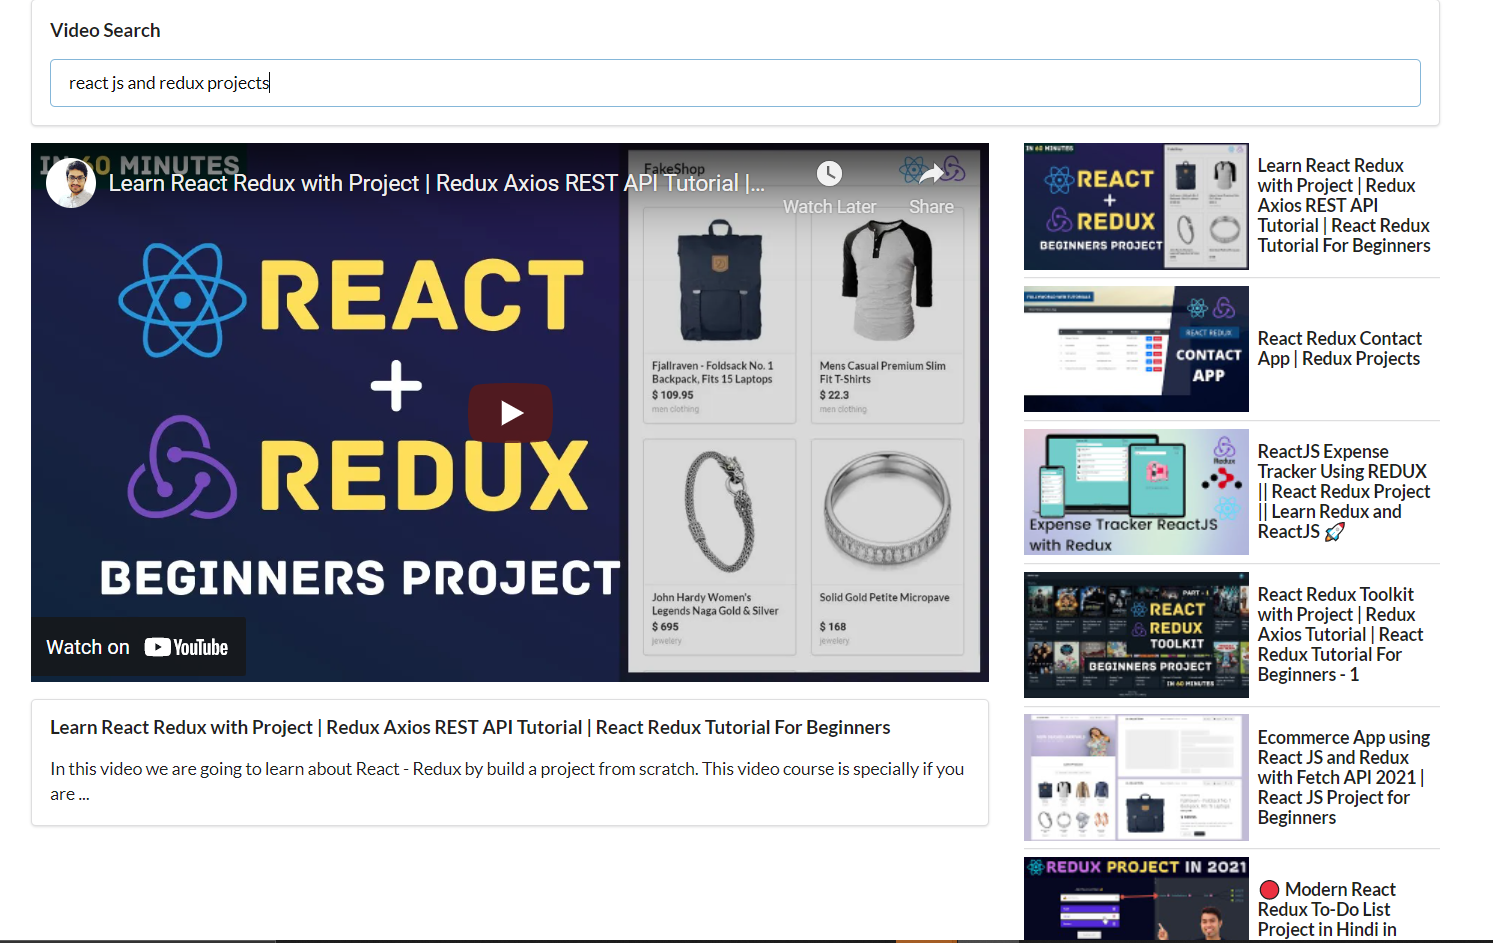 Video Search
react js and redux projects
IN 60 MINUTES
FakeShop
Learn React Redux with Project | Redux Axios REST API Tutorial |...
Watch Later
Share
REACT
+
REDUX
BEGINNERS PROJECT
Fjallraven - Foldsack No. 1
Backpack, Fits 15 Laptops
$ 109.95
men clothing
Mens Casual Premium Slim
Fit T-Shirts
$ 22.3
men clothing
John Hardy Women's
Legends Naga Gold & Silver
$ 695
jewelery
Solid Gold Petite Micropave
$ 168
jewelery
Watch on YouTube
Learn React Redux with Project | Redux Axios REST API Tutorial | React Redux Tutorial For Beginners
In this video we are going to learn about React - Redux by build a project from scratch. This video course is specially if you
are ...
IN 60 MINUTES
FakeShop
REACT
+
REDUX
BEGINNERS PROJECT
Learn React Redux
with Project | Redux
Axios REST API
Tutorial | React Redux
Tutorial For Beginners
REACT REDUX
CONTACT
APP
React Redux Contact
App | Redux Projects
Redux
Expense Tracker ReactJS
with Redux
ReactJS Expense
Tracker Using REDUX
|| React Redux Project
|| Learn Redux and
ReactJS 🚀
PART - 1
REACT
REDUX
TOOLKIT
BEGINNERS PROJECT
IN 60 MINUTES
React Redux Toolkit
with Project | Redux
Axios Tutorial | React
Redux Tutorial For
Beginners - 1
Ecommerce App using
React JS and Redux
with Fetch API 2021 |
React JS Project for
Beginners
REDUX PROJECT IN 2021
🔴 Modern React
Redux To-Do List
Project in Hindi in